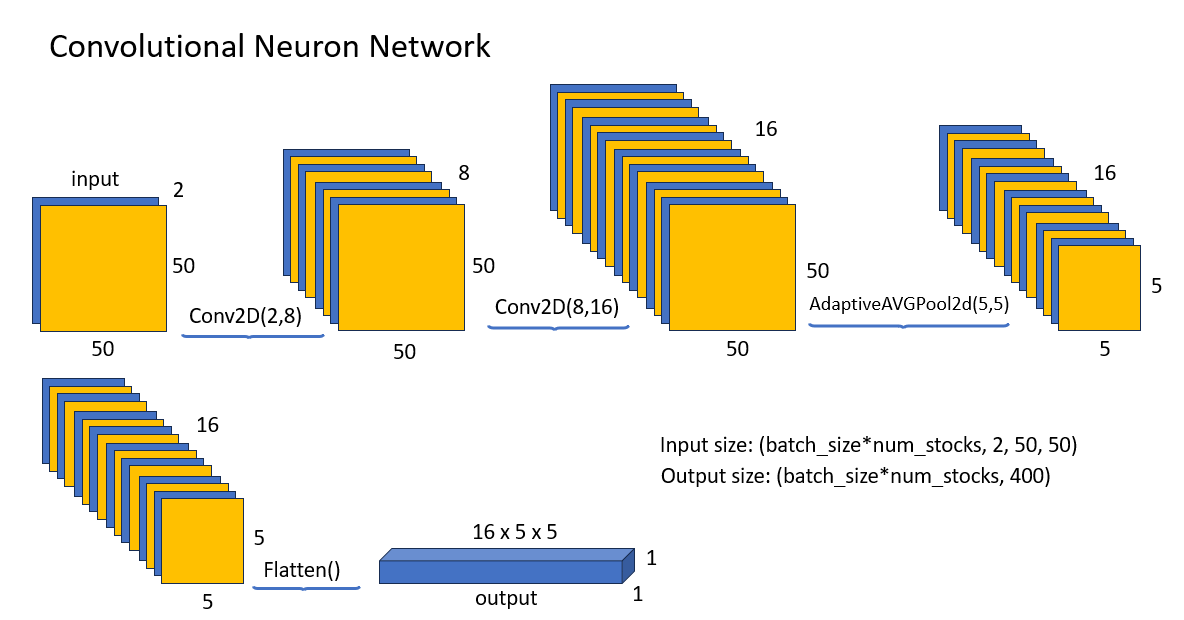 Convolutional Neuron Network
input
2
50
50
Conv2D(2,8)
8
50
50
Conv2D(8,16)
16
50
50
AdaptiveAVGPool2d(5,5)
16
5
5
16
5
5
Flatten()
16 x 5 x 5
1
1
output
Input size: (batch_size*num_stocks, 2, 50, 50)
Output size: (batch_size*num_stocks, 400)